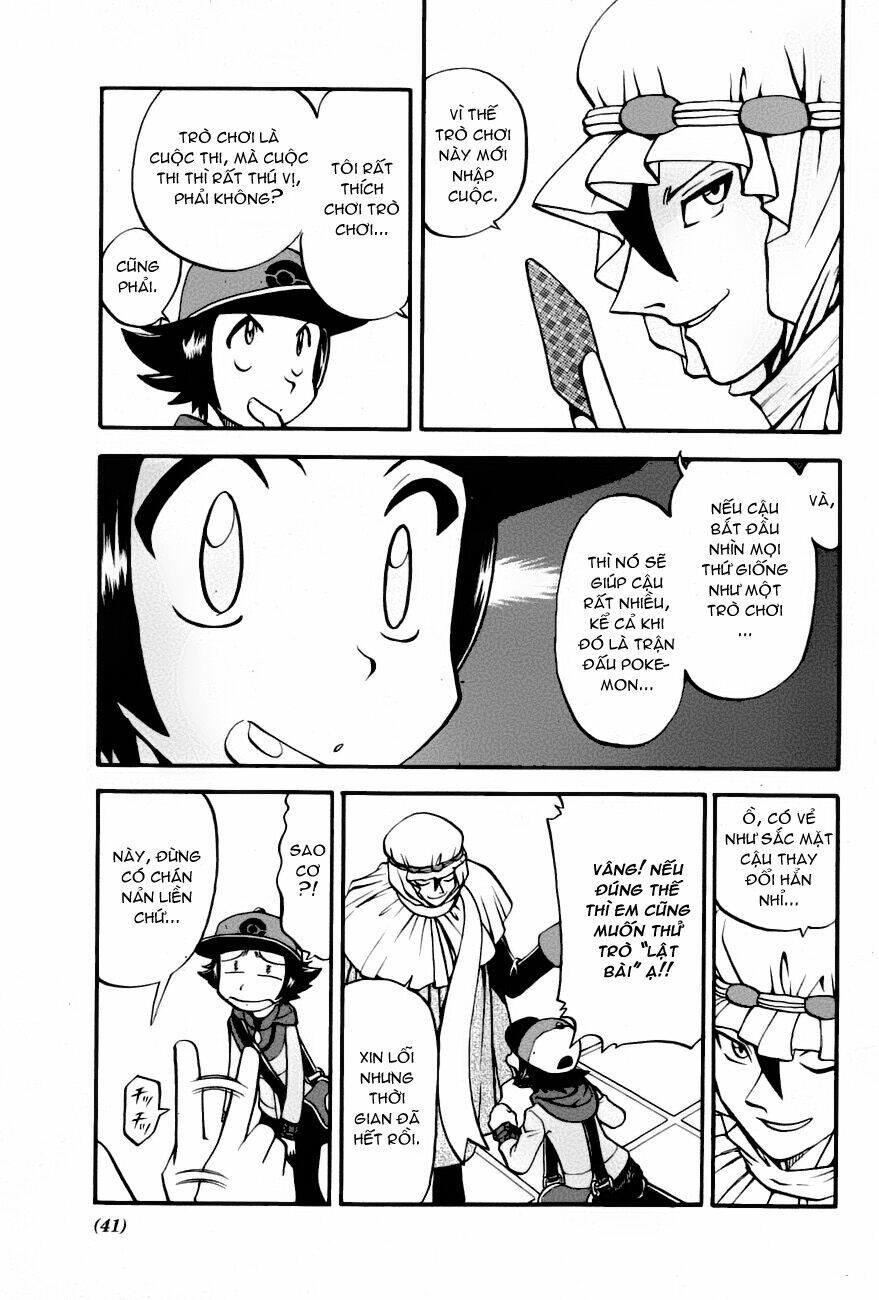 VÌ THẾ
TRÒ CHƠI
NÀY MỚI
NHẬP
CUỘC.
TÔI RẤT
THÍCH
CHƠI TRÒ
CHƠI...
TRÒ CHƠI LÀ
CUỘC THI, MÀ CUỘC
THI THÌ RẤT THÚ VỊ,
PHẢI KHÔNG?
CŨNG
PHẢI.
VÀ,
NẾU CẬU
BẮT ĐẦU
NHÌN MỌI
THỨ GIỐNG
NHƯ MỘT
TRÒ CHƠI
...
THÌ NÓ SẼ
GIÚP CẬU
RẤT NHIỀU,
KỂ CẢ KHI
ĐÓ LÀ TRẬN
ĐẤU POKE-
MON...
Ồ, CÓ VẺ
NHƯ SẮC MẶT
CẬU THAY
ĐỔI HẲN
NHỈ...
VÂNG! NẾU
ĐÚNG THẾ
THÌ EM CŨNG
MUỐN THỬ
TRÒ "LẬT
BÀI" Ạ!!
XIN LỖI
NHƯNG
THỜI
GIAN ĐÃ
HẾT RỒI.
SAO
CƠ
?!
NÀY, ĐỪNG
CÓ CHÁN
NẢN LIỀN
CHỨ...
チッ
チッ
(41)